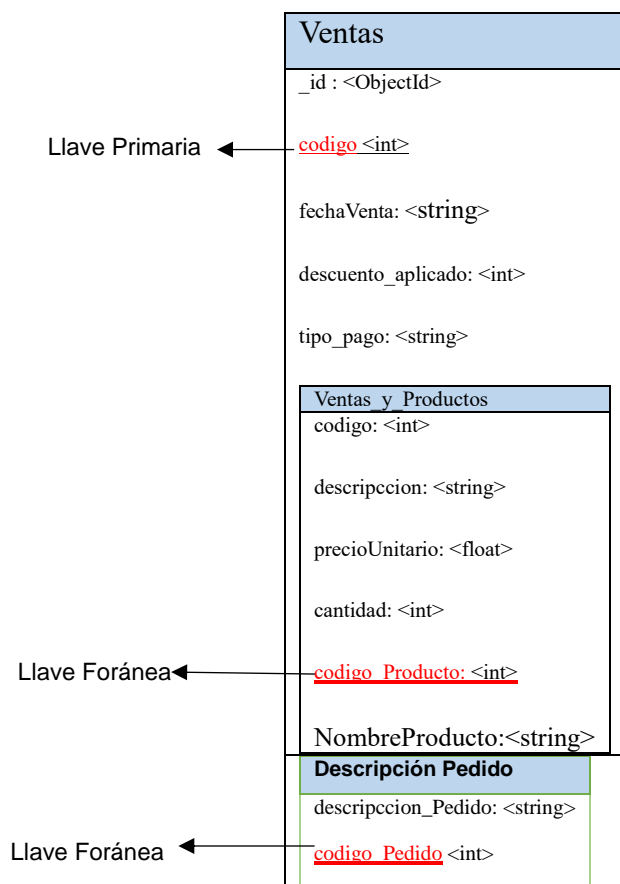 Ventas
_id : <ObjectId>
Llave Primaria
codigo <int>
fechaVenta: <string>
descuento_aplicado: <int>
tipo_pago: <string>
Ventas_y_Productos
codigo: <int>
descripccion: <string>
precioUnitario: <float>
cantidad: <int>
Llave Foránea
codigo_Producto: <int>
NombreProducto:<string>
Descripción Pedido
descripccion_Pedido: <string>
Llave Foránea
codigo_Pedido <int>